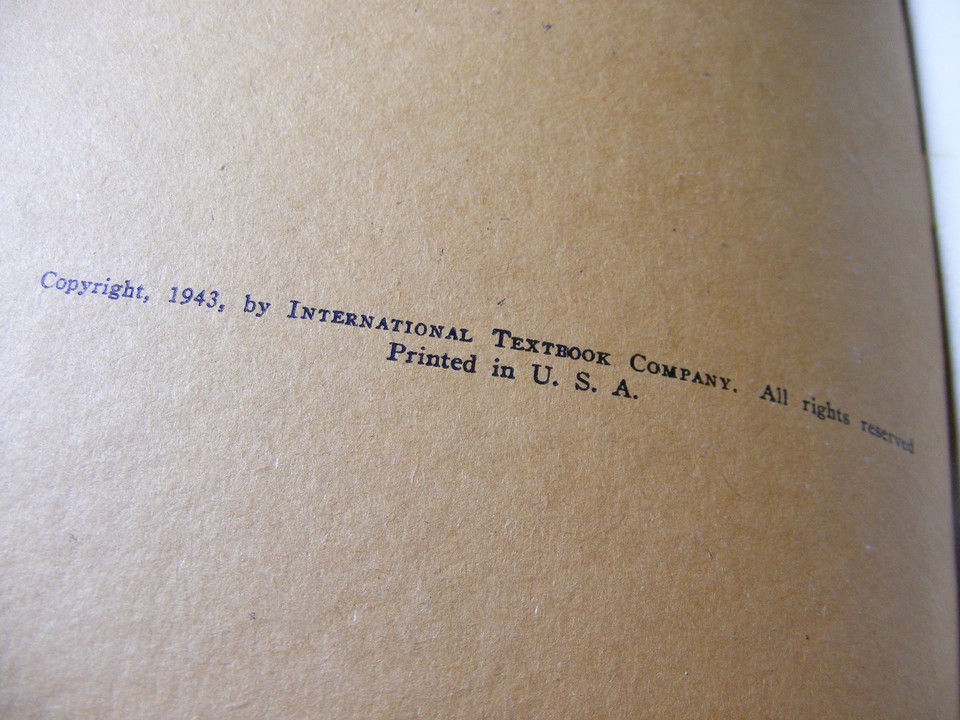 Copyright, 1943, by INTERNATIONAL TEXTBOOK COMPANY. All rights reserved
Printed in U. S. A.